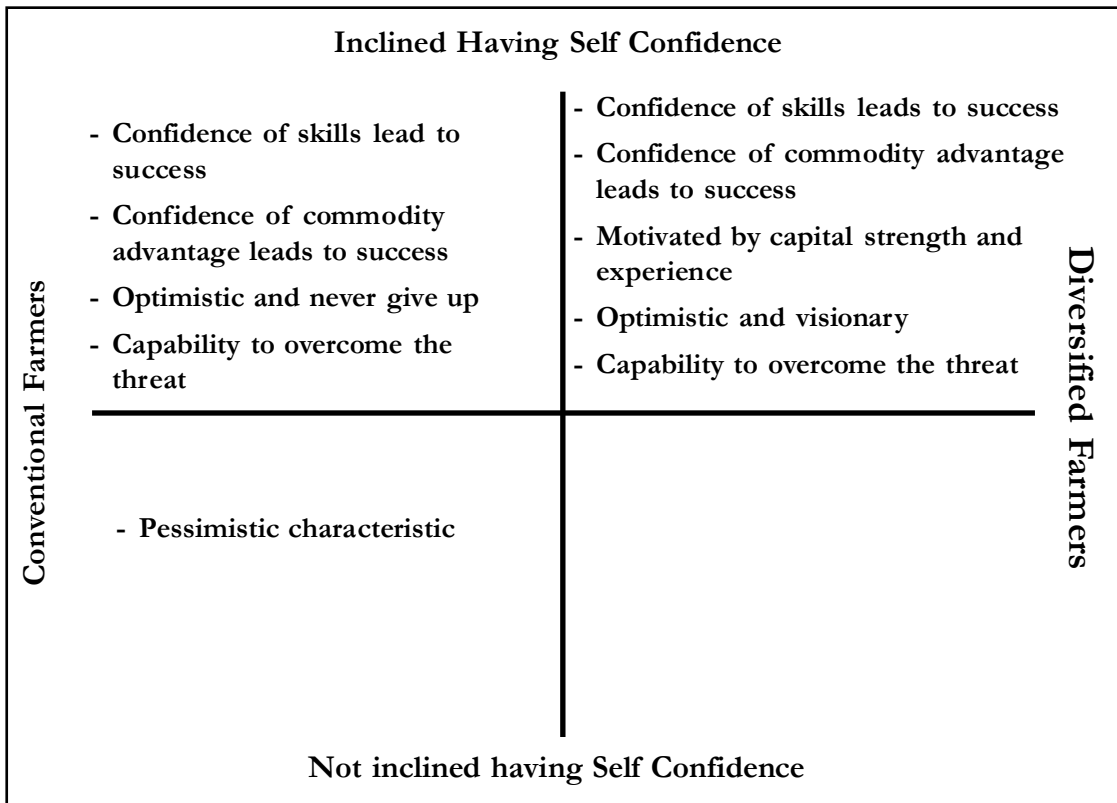 Inclined Having Self Confidence
Conventional Farmers
- Confidence of skills lead to
success
- Confidence of commodity
advantage leads to success
- Optimistic and never give up
- Capability to overcome the
threat
- Confidence of skills leads to success
- Confidence of commodity advantage
leads to success
- Motivated by capital strength and
experience
- Optimistic and visionary
- Capability to overcome the threat
Diversified Farmers
- Pessimistic characteristic
Not inclined having Self Confidence